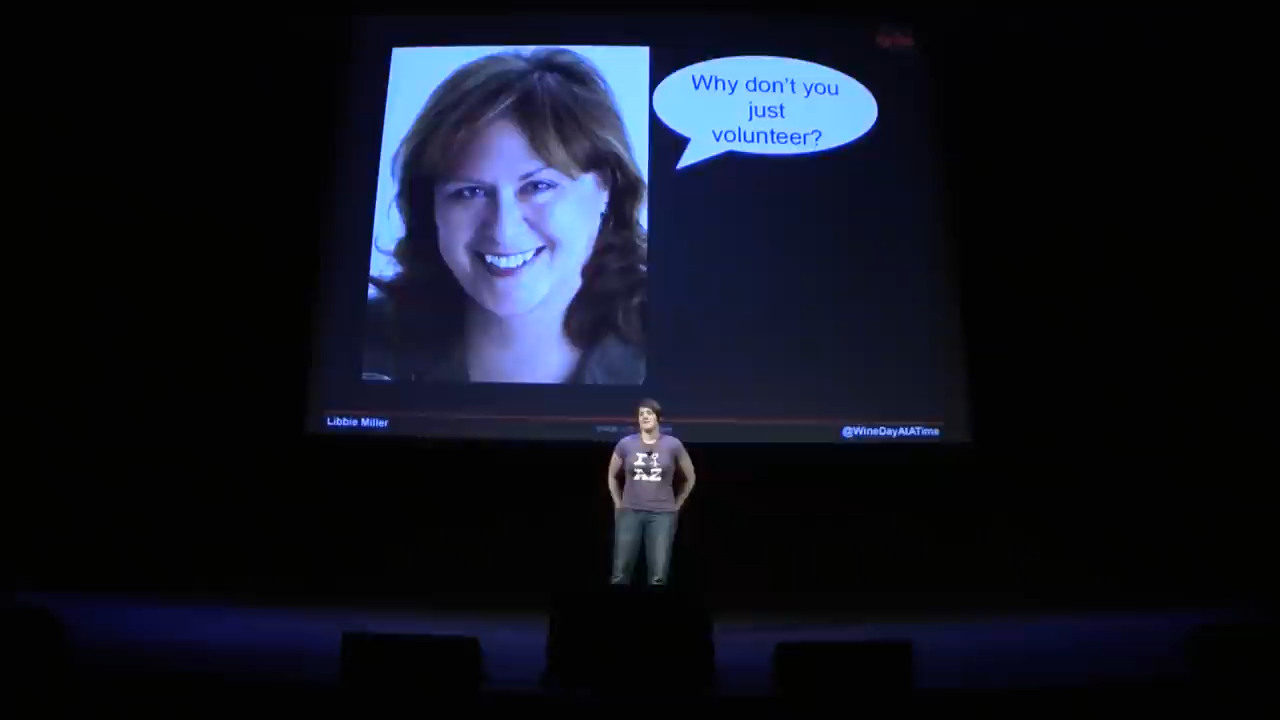 Why don't you
just
volunteer?
Libbie Miller
@WineDayAtATime
AZ